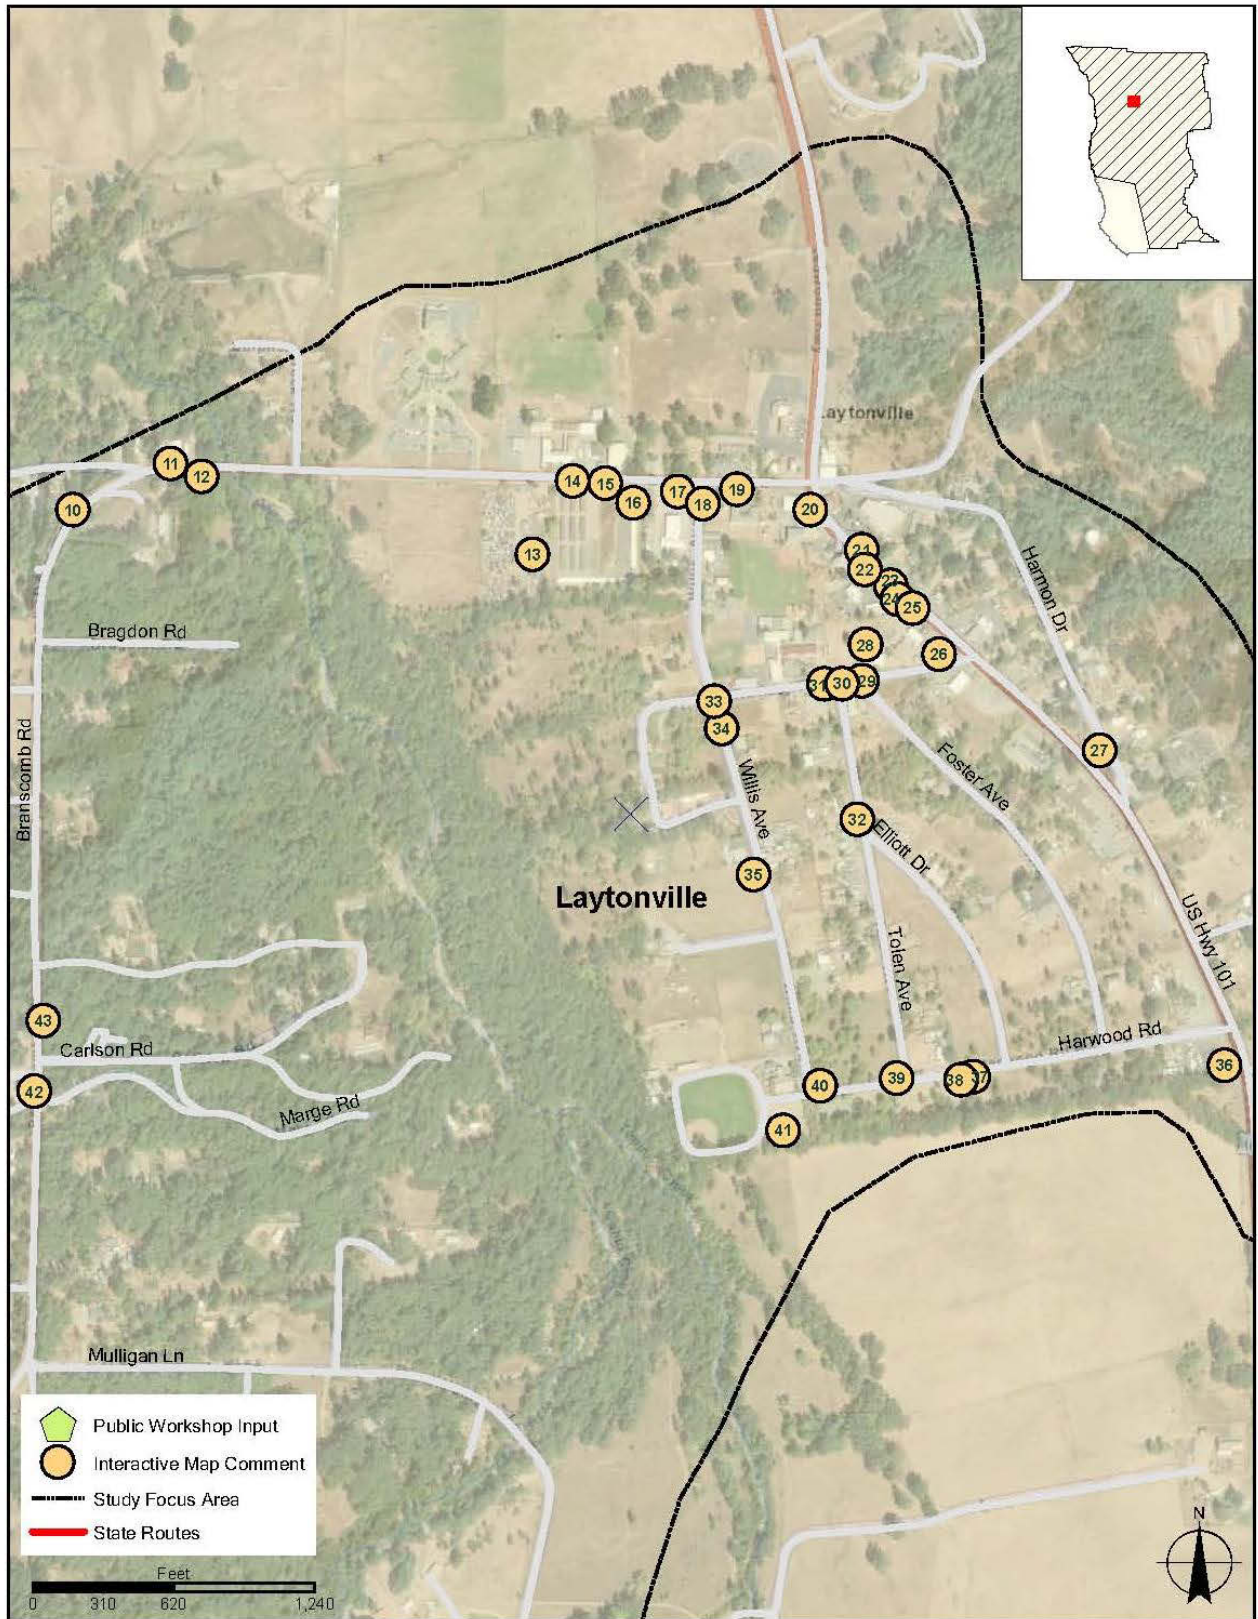 Laytonville
11
12
10
14
15
16
17
18
19
20
13
21
22
23
24
25
Harmon Dr
Bragdon Rd
28
26
31
30
29
33
34
27
Branscomb Rd
Willis Ave
Foster Ave
32
Elliott Dr
35
Laytonville
Tolen Ave
US Hwy 101
43
Carlson Rd
Harwood Rd
42
Marge Rd
40
39
38
37
36
41
Mulligan Ln
Public Workshop Input
Interactive Map Comment
Study Focus Area
State Routes
Feet
0 310 620 1,240
N